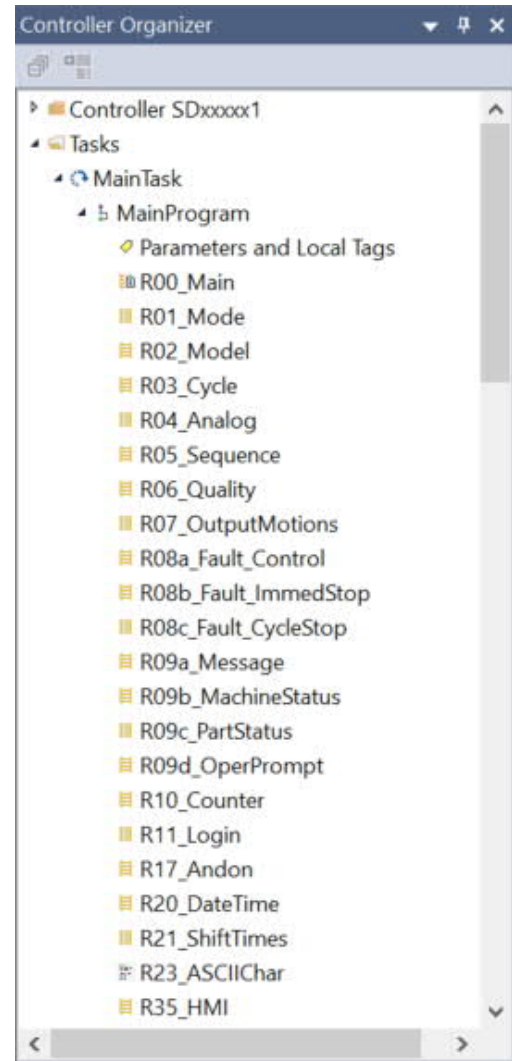 Controller Organizer
Controller SDxxxxx1
Tasks
MainTask
MainProgram
Parameters and Local Tags
R00_Main
R01_Mode
R02_Model
R03_Cycle
R04_Analog
R05_Sequence
R06_Quality
R07_OutputMotions
R08a_Fault_Control
R08b_Fault_ImmedStop
R08c_Fault_CycleStop
R09a_Message
R09b_MachineStatus
R09c_PartStatus
R09d_OperPrompt
R10_Counter
R11_Login
R17_Andon
R20_DateTime
R21_ShiftTimes
R23_ASCIIChar
R35_HMI